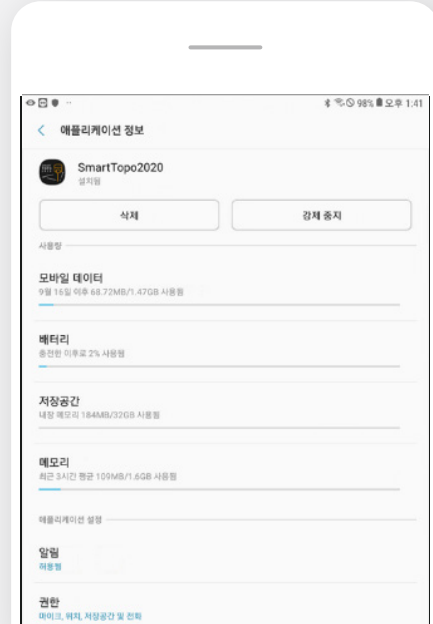 98% 오후 1:41
애플리케이션 정보
SmartTopo2020
설치됨
삭제
강제 중지
사용량
모바일 데이터
9월 16일 이후 68.72MB/1.47GB 사용됨
배터리
충전한 이후로 2% 사용됨
저장공간
내장 메모리 184MB/32GB 사용됨
메모리
최근 3시간 평균 109MB/1.6GB 사용됨
애플리케이션 설정
알림
허용됨
권한
마이크, 위치, 저장공간 및 전화